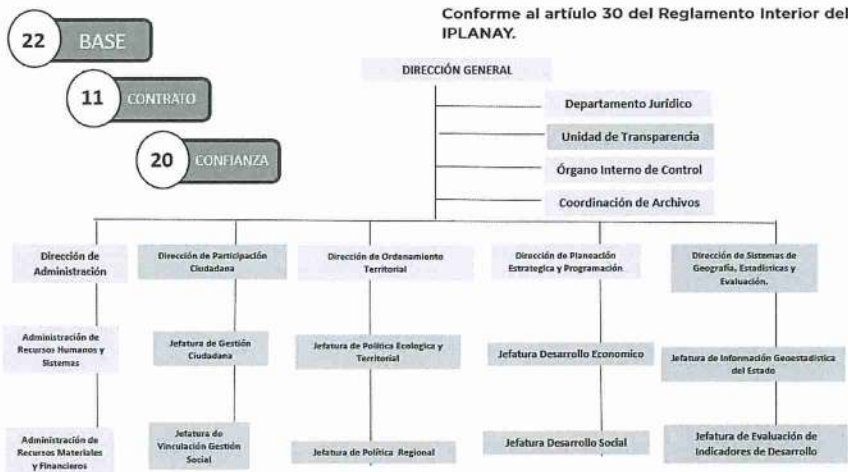 Conforme al artíulo 30 del Reglamento Interior del
IPLANAY.
22 BASE
11 CONTRATO
20 CONFIANZA
DIRECCIÓN GENERAL
Departamento Jurídico
Unidad de Transparencia
Órgano Interno de Control
Coordinación de Archivos
Dirección de
Administración
Dirección de Participación
Ciudadana
Dirección de Ordenamiento
Territorial
Dirección de Planeación
Estrategica y Programación
Dirección de Sistemas de
Geografía, Estadísticas y
Evaluación.
Administración de
Recursos Humanos y
Sistemas
Jefatura de Gestión
Ciudadana
Jefatura de Política Ecologica y
Territorial
Jefatura Desarrollo Economico
Jefatura de Información Geoestadística
del Estado
Administración de
Recursos Materiales
y Financieros
Jefatura de
Vinculación Gestión
Social
Jefatura de Política Regional
Jefatura Desarrollo Social
Jefatura de Evaluación de
Indicadores de Desarrollo